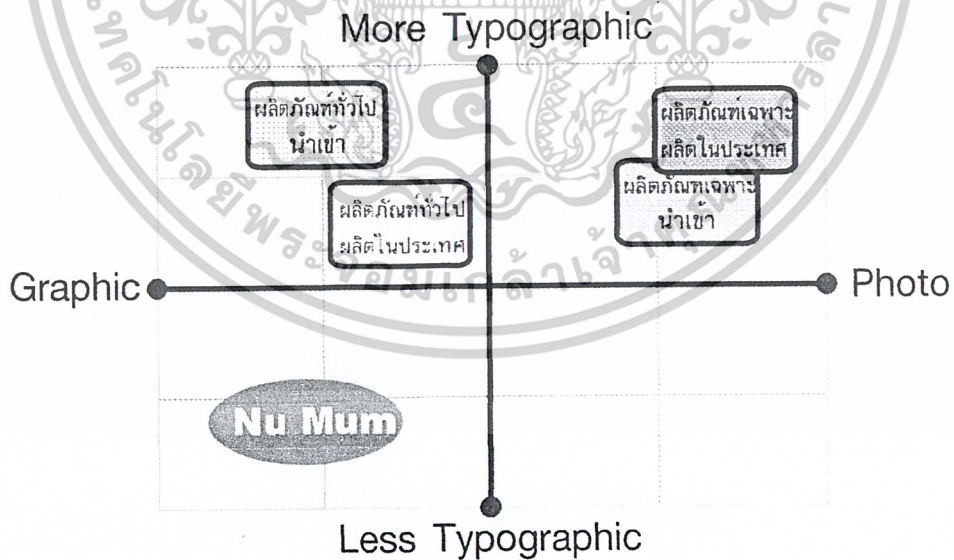 More Typographic
ผลิตภัณฑ์ทั่วไป
นำเข้า
ผลิตภัณฑ์เฉพาะ
ผลิตในประเทศ
ผลิตภัณฑ์ทั่วไป
ผลิตในประเทศ
ผลิตภัณฑ์เฉพาะ
นำเข้า
Graphic
Photo
Nu Mum
Less Typographic